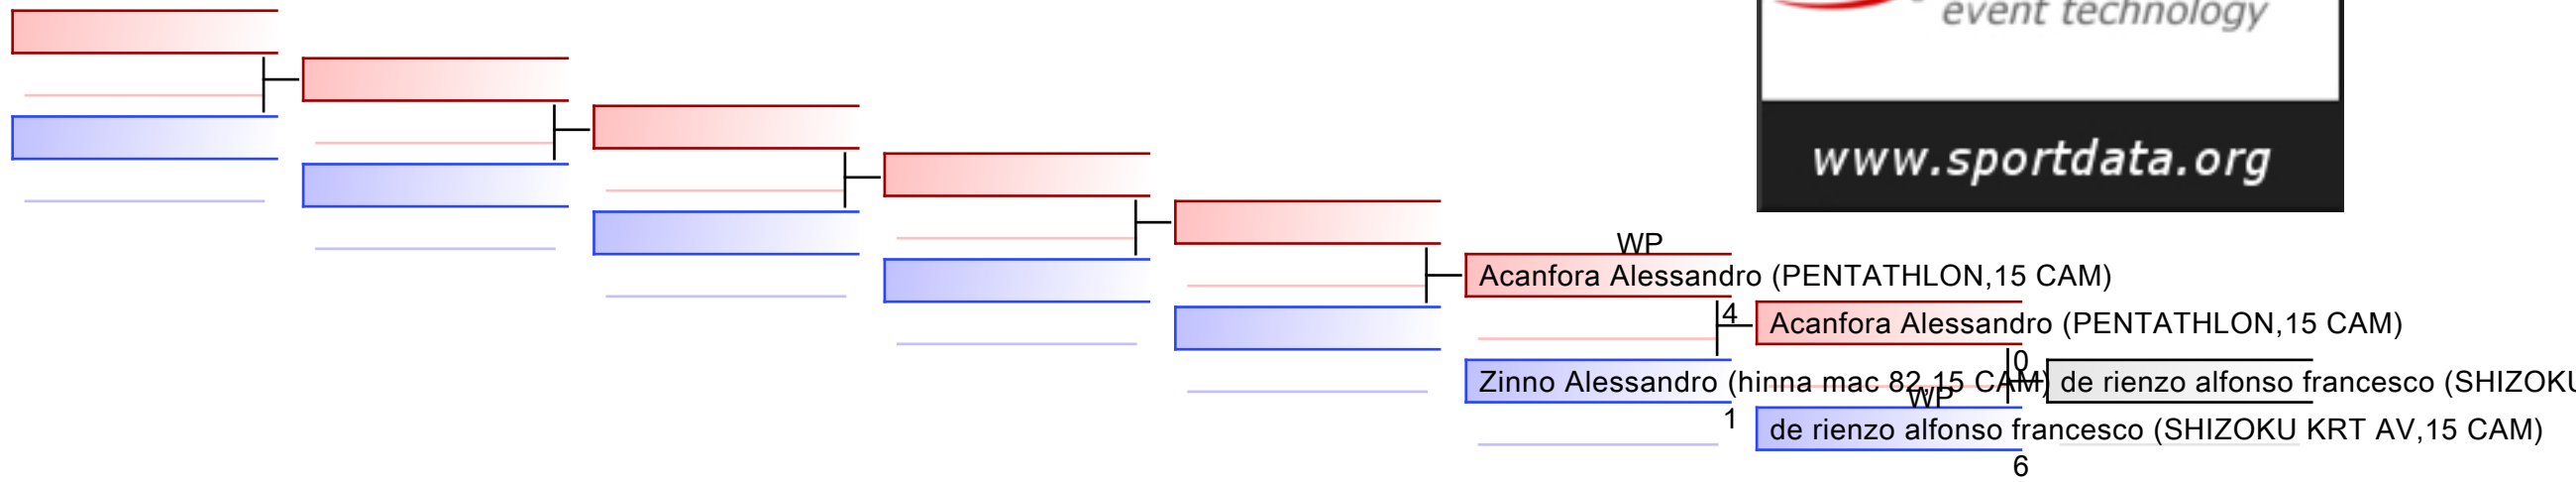 event technology
www.sportdata.org
WP
Acanfora Alessandro (PENTATHLON,15 CAM)
4
Acanfora Alessandro (PENTATHLON,15 CAM)
0
Zinno Alessandro (hinna mac 82,15 CAM)
de rienzo alfonso francesco (SHIZOKU
WP
1
de rienzo alfonso francesco (SHIZOKU KRT AV,15 CAM)
6